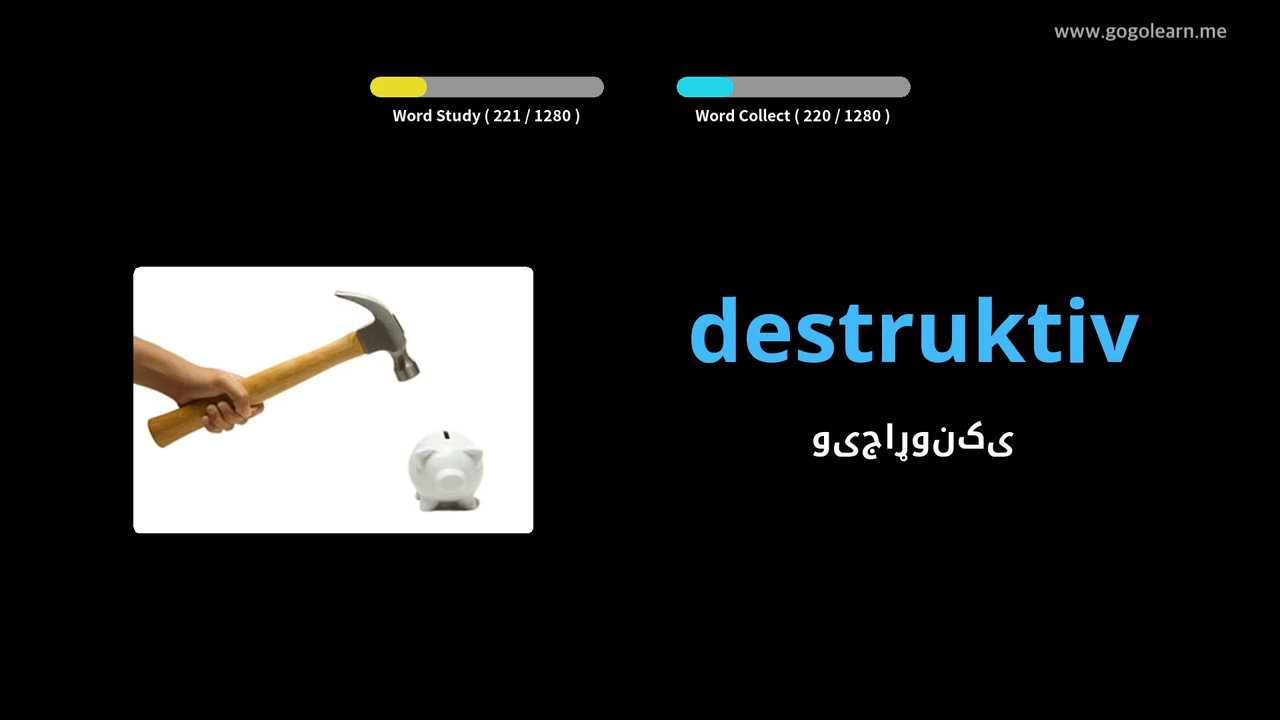 www.gogolearn.me
Word Study ( 221 / 1280 )
Word Collect ( 220 / 1280 )
destruktiv
ویجاړونکی